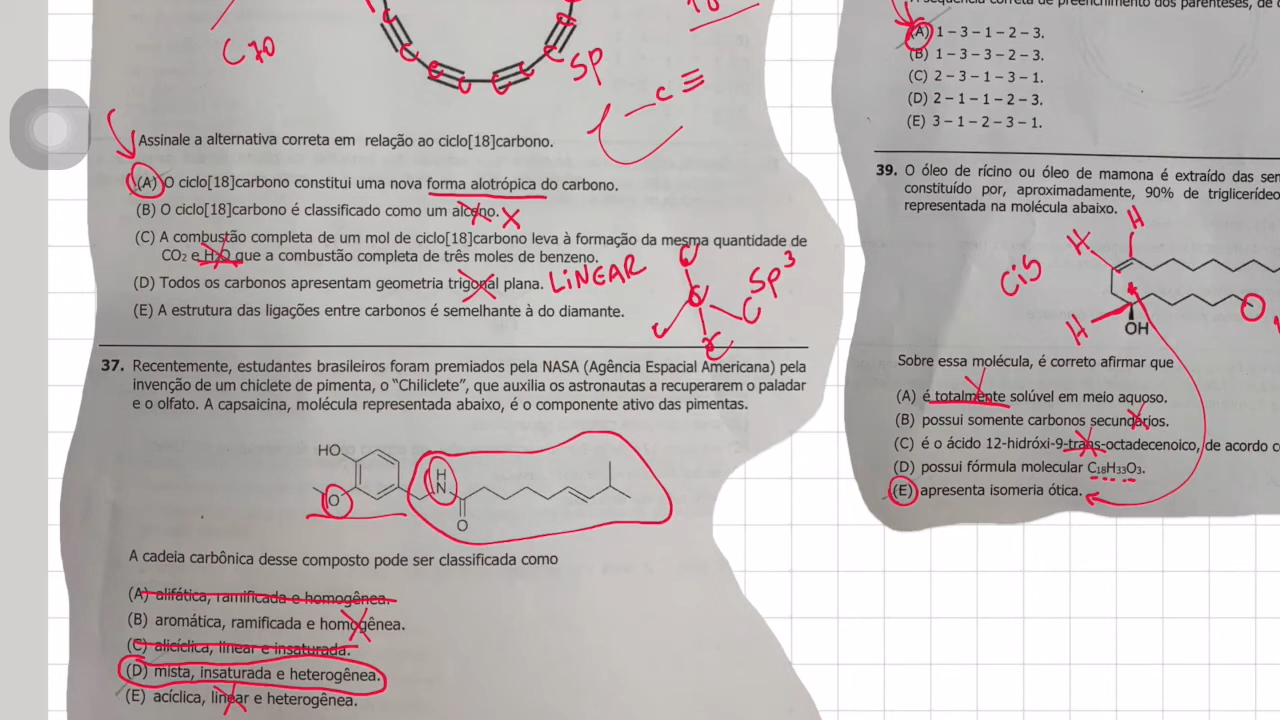 C70
C C C C C
SP
10
C ≡
Assinale a alternativa correta em relação ao ciclo[18]carbono.
(A) O ciclo[18]carbono constitui uma nova forma alotrópica do carbono.
(B) O ciclo[18]carbono é classificado como um alceno.
(C) A combustão completa de um mol de ciclo[18]carbono leva à formação da mesma quantidade de
CO₂ e H₂O que a combustão completa de três moles de benzeno.
(D) Todos os carbonos apresentam geometria trigonal plana. LiNEAR
(E) A estrutura das ligações entre carbonos é semelhante à do diamante.
C C C C C
SP³
37. Recentemente, estudantes brasileiros foram premiados pela NASA (Agência Espacial Americana) pela
invenção de um chiclete de pimenta, o “Chiliclete”, que auxilia os astronautas a recuperarem o paladar
e o olfato. A capsaicina, molécula representada abaixo, é o componente ativo das pimentas.
HO
O
H
N
O
A cadeia carbônica desse composto pode ser classificada como
(A) alifática, ramificada e homogênea.
(B) aromática, ramificada e homogênea.
(C) alicíclica, linear e insaturada.
(D) mista, insaturada e heterogênea.
(E) acíclica, linear e heterogênea.
correta de preenchimento dos parênteses, de
(A) 1 – 3 – 1 – 2 – 3.
(B) 1 – 3 – 3 – 2 – 3.
(C) 2 – 3 – 1 – 3 – 1.
(D) 2 – 1 – 1 – 2 – 3.
(E) 3 – 1 – 2 – 3 – 1.
39. O óleo de rícino ou óleo de mamona é extraído das
constituído por, aproximadamente, 90% de
representada na molécula abaixo.
H H
CiS
H
OH
Sobre essa molécula, é correto afirmar que
(A) é totalmente solúvel em meio aquoso.
(B) possui somente carbonos secundários.
(C) é o ácido 12-hidróxi-9-trans-octadecenoico, de acordo
(D) possui fórmula molecular C₁₈H₃₃O₃.
(E) apresenta isomeria ótica.